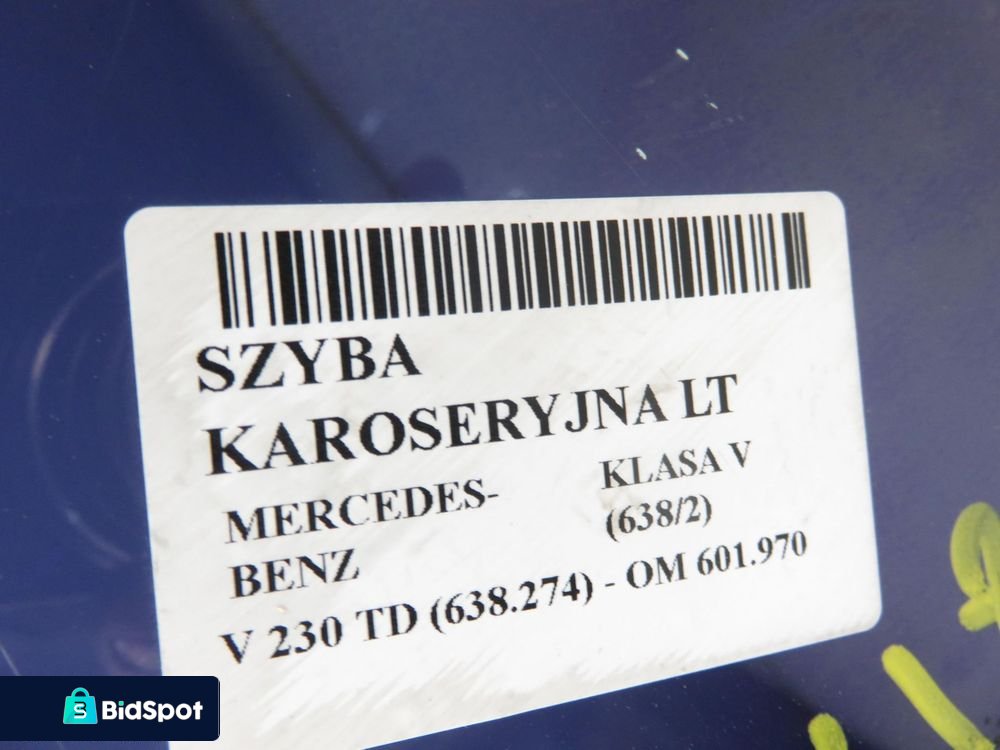 SZYBA
KAROSERYJNA LT
MERCEDES-
BENZ
KLASA V
(638/2)
V 230 TD (638.274) - OM 601.970
BidSpot